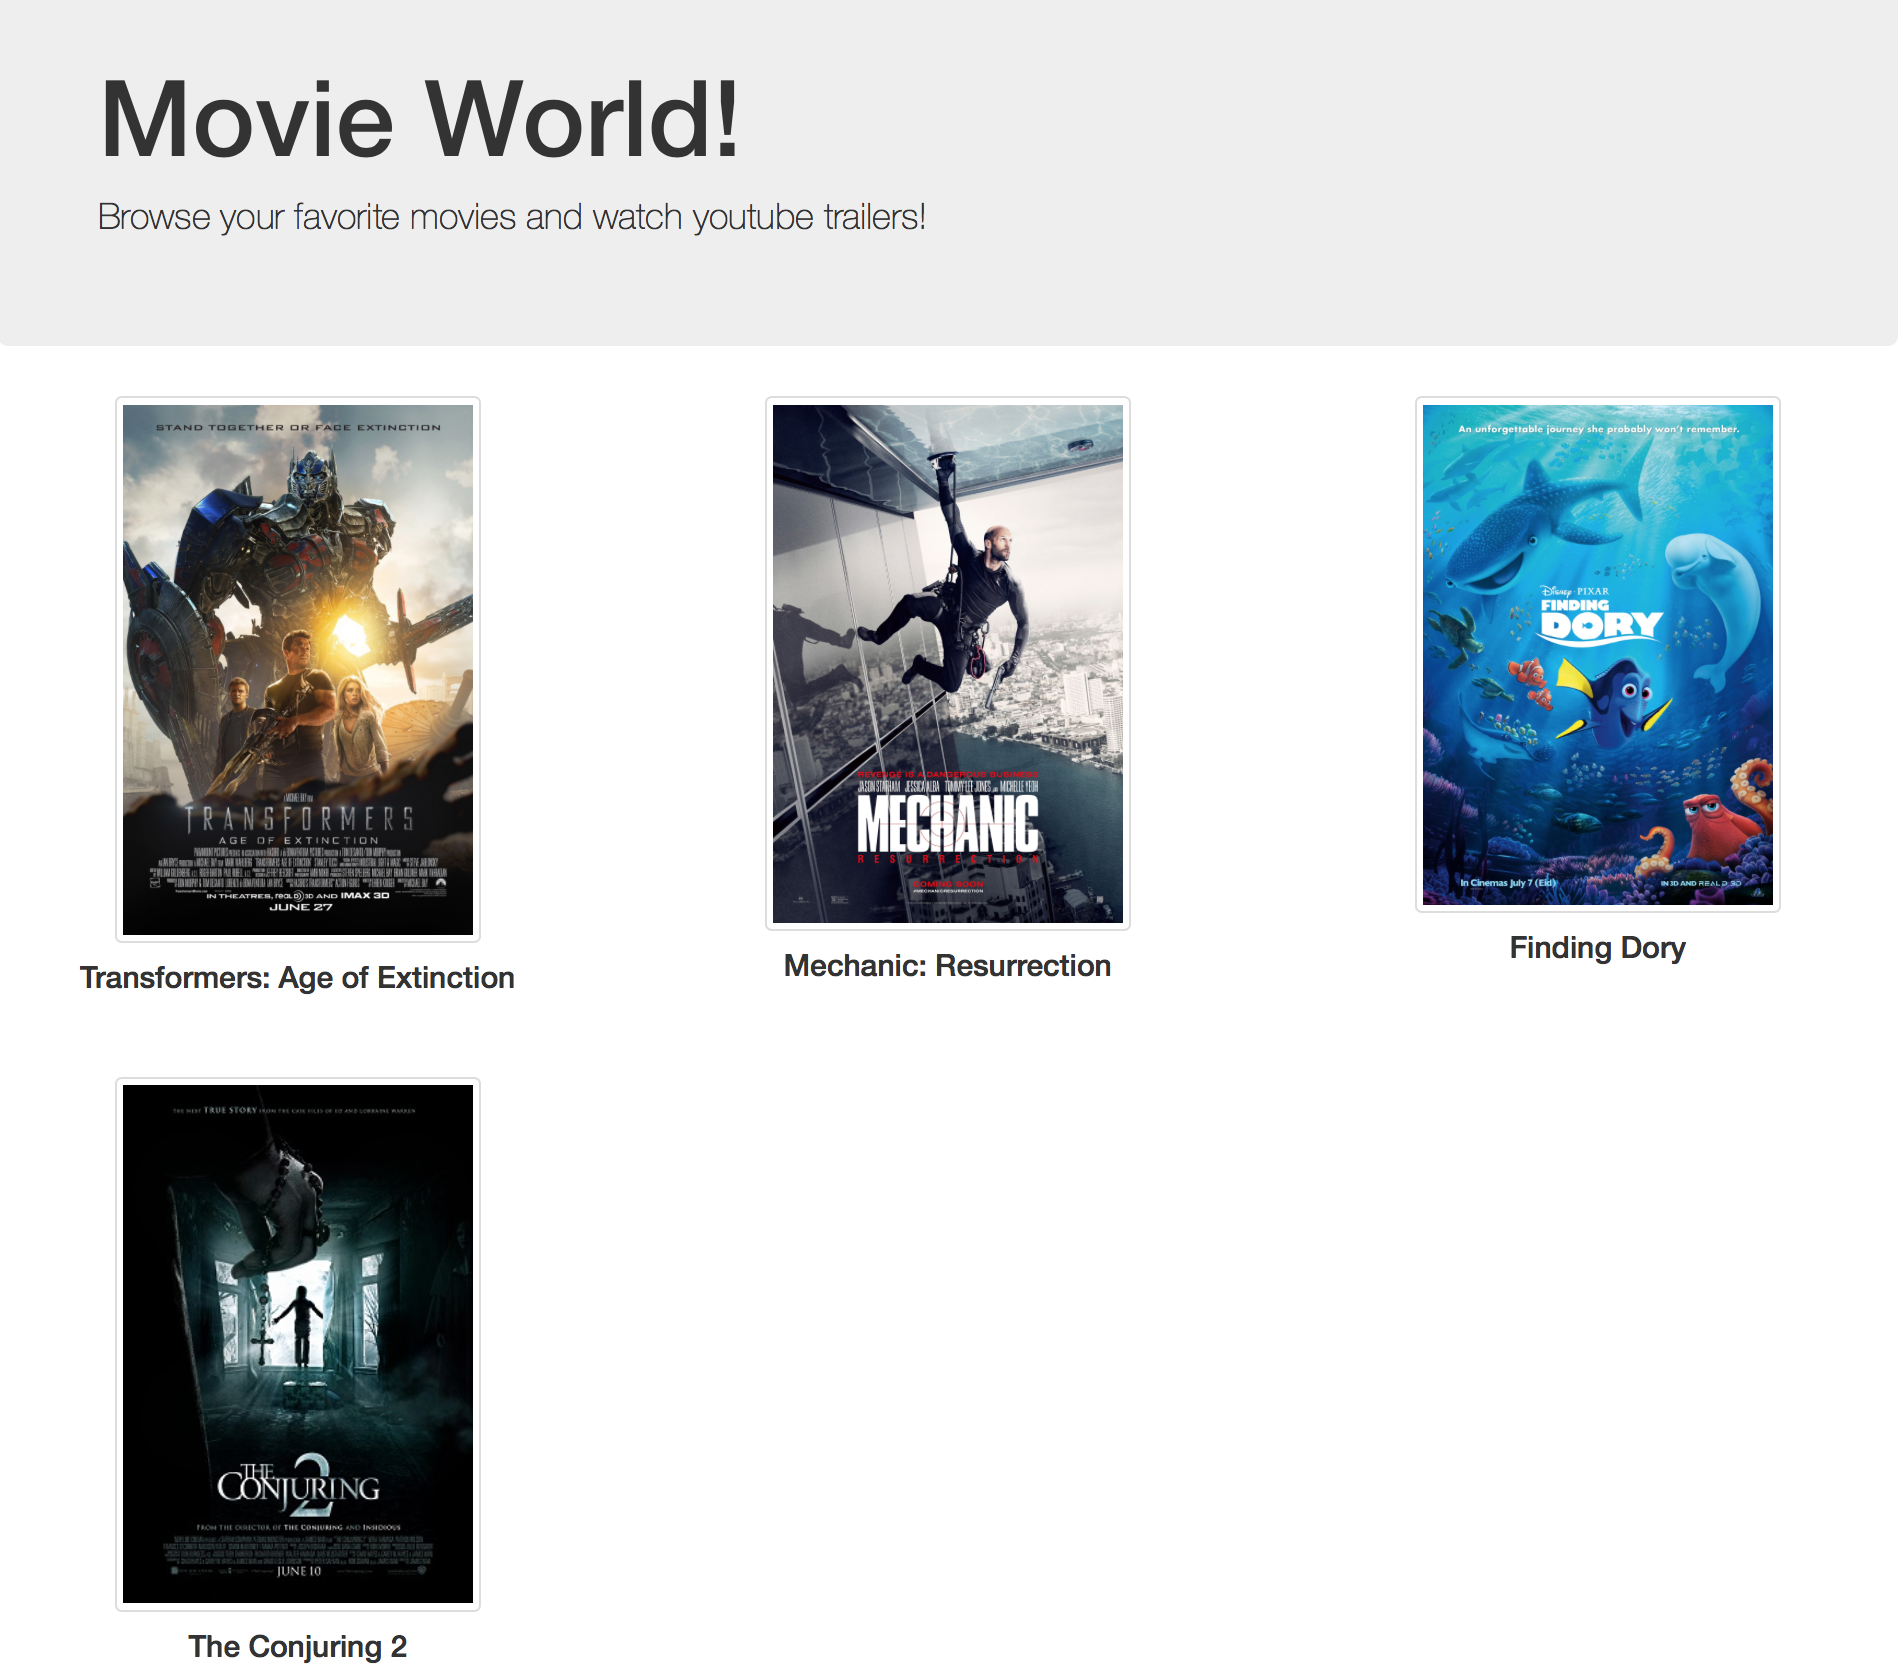 Movie World!
Browse your favorite movies and watch youtube trailers!
STAND TOGETHER OR FACE EXTINCTION
A MICHAEL BAY FILM
TRANSFORMERS
AGE OF EXTINCTION
IN THEATRES, REAL D 3D AND IMAX 3D
JUNE 27
Transformers: Age of Extinction
REVENGE IS A DANGEROUS BUSINESS
JASON STATHAM JESSICA ALBA TOMMY LEE JONES AND MICHELLE YEOH
MECHANIC
RESURRECTION
COMING SOON
#MECHANICRESURRECTION
Mechanic: Resurrection
An unforgettable journey she probably won't remember.
Disney · PIXAR
FINDING
DORY
In Cinemas July 7 (Eid)
IN 3D AND REAL D 3D
Finding Dory
THE NEXT TRUE STORY FROM THE CASE FILES OF ED AND LORRAINE WARREN
THE
CONJURING 2
FROM THE DIRECTOR OF THE CONJURING AND INSIDIOUS
JUNE 10
The Conjuring 2